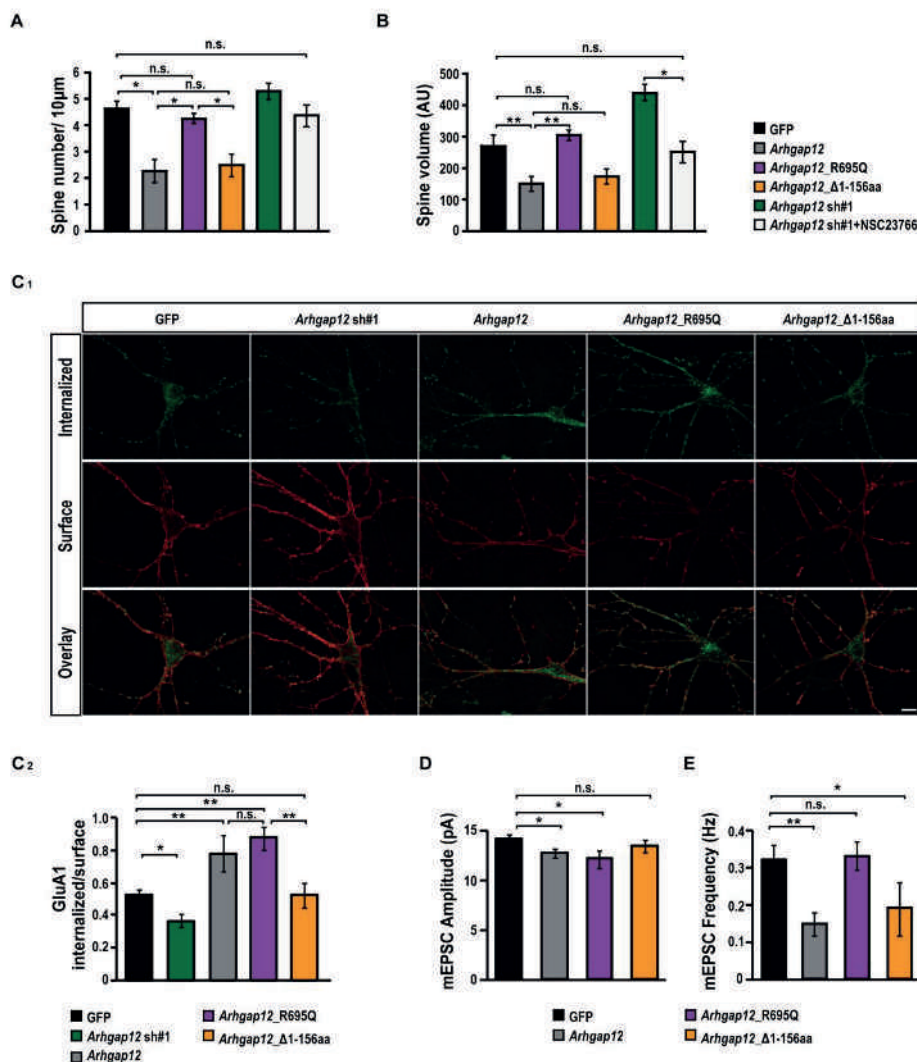 A
n.s.
n.s.
* n.s.
* *
6
5
4
3
2
1
0
Spine number/ 10μm
B
n.s.
*
n.s.
n.s.
** **
500
400
300
200
100
0
Spine volume (AU)
GFP
Arhgap12
Arhgap12_R695Q
Arhgap12_Δ1-156aa
Arhgap12 sh#1
Arhgap12 sh#1+NSC23766
C1
GFP Arhgap12 sh#1 Arhgap12 Arhgap12_R695Q Arhgap12_Δ1-156aa
Internalized
Surface
Overlay
C2
n.s.
**
** n.s. **
*
1.0
0.8
0.6
0.4
0.2
0
GluA1
internalized/surface
GFP
Arhgap12 sh#1
Arhgap12
Arhgap12_R695Q
Arhgap12_Δ1-156aa
D
n.s.
*
*
15
10
5
0
mEPSC Amplitude (pA)
E
*
n.s.
**
0.4
0.3
0.2
0.1
0
mEPSC Frequency (Hz)
GFP
Arhgap12
Arhgap12_R695Q
Arhgap12_Δ1-156aa